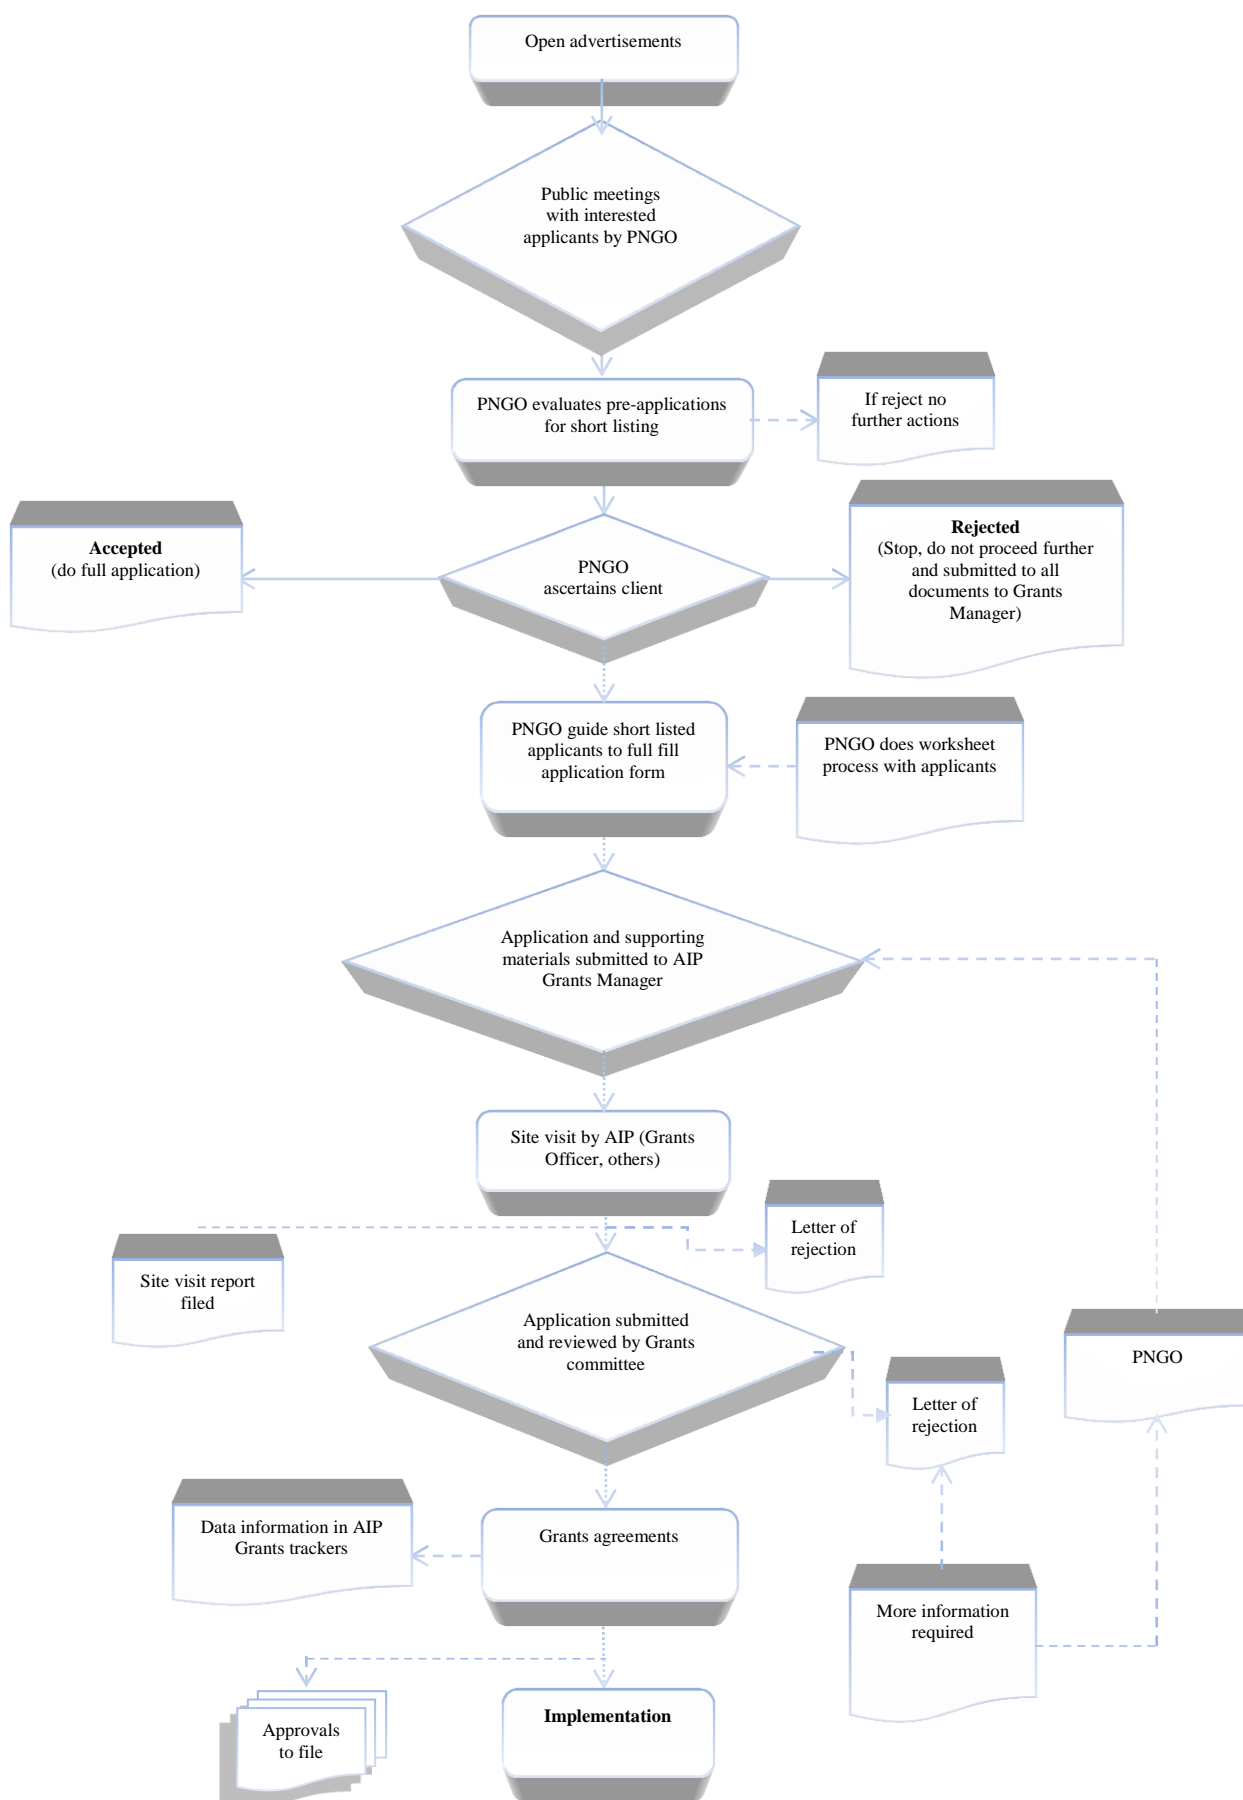 Open advertisements
Public meetings
with interested
applicants by PNGO
PNGO evaluates pre-applications
for short listing
If reject no
further actions
Accepted
(do full application)
PNGO
ascertains client
Rejected
(Stop, do not proceed further
and submitted to all
documents to Grants
Manager)
PNGO guide short listed
applicants to full fill
application form
PNGO does worksheet
process with applicants
Application and supporting
materials submitted to AIP
Grants Manager
Site visit by AIP (Grants
Officer, others)
Letter of
rejection
Site visit report
filed
Application submitted
and reviewed by Grants
committee
PNGO
Letter of
rejection
Data information in AIP
Grants trackers
Grants agreements
More information
required
Approvals
to file
Implementation